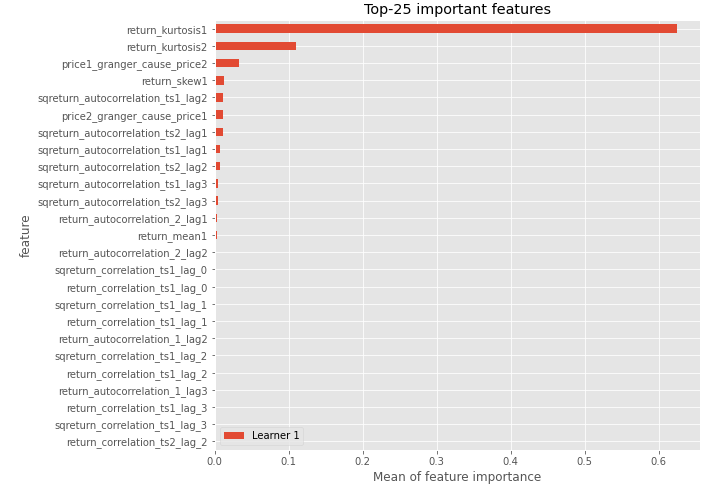 Top-25 important features
return_kurtosis1
return_kurtosis2
price1_granger_cause_price2
return_skew1
sqreturn_autocorrelation_ts1_lag2
price2_granger_cause_price1
sqreturn_autocorrelation_ts2_lag1
sqreturn_autocorrelation_ts1_lag1
sqreturn_autocorrelation_ts2_lag2
sqreturn_autocorrelation_ts1_lag3
sqreturn_autocorrelation_ts2_lag3
return_autocorrelation_2_lag1
return_mean1
return_autocorrelation_2_lag2
sqreturn_correlation_ts1_lag_0
return_correlation_ts1_lag_0
sqreturn_correlation_ts1_lag_1
return_correlation_ts1_lag_1
return_autocorrelation_1_lag2
sqreturn_correlation_ts1_lag_2
return_correlation_ts1_lag_2
return_autocorrelation_1_lag3
return_correlation_ts1_lag_3
sqreturn_correlation_ts1_lag_3
return_correlation_ts2_lag_2
feature
Learner 1
0.0 0.1 0.2 0.3 0.4 0.5 0.6
Mean of feature importance